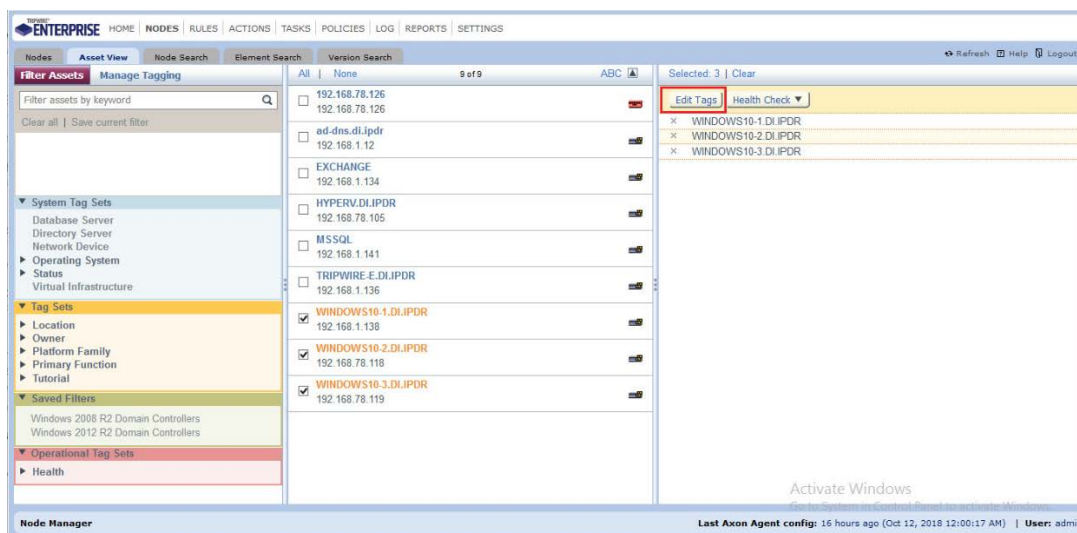 TRIPWIRE
ENTERPRISE HOME | NODES | RULES | ACTIONS | TASKS | POLICIES | LOG | REPORTS | SETTINGS
Nodes Asset View Node Search Element Search Version Search
Refresh Help Logout
Filter Assets Manage Tagging
Filter assets by keyword
Clear all | Save current filter
System Tag Sets
Database Server
Directory Server
Network Device
Operating System
Status
Virtual Infrastructure
Tag Sets
Location
Owner
Platform Family
Primary Function
Tutorial
Saved Filters
Windows 2008 R2 Domain Controllers
Windows 2012 R2 Domain Controllers
Operational Tag Sets
Health
All | None 9 of 9 ABC
192.168.78.126
192.168.78.126
ad-dns.di.ipdr
192.168.1.12
EXCHANGE
192.168.1.134
HYPERV.DI.IPDR
192.168.78.105
MSSQL
192.168.1.141
TRIPWIRE-E.DI.IPDR
192.168.1.136
WINDOWS10-1.DI.IPDR
192.168.1.138
WINDOWS10-2.DI.IPDR
192.168.78.118
WINDOWS10-3.DI.IPDR
192.168.78.119
Selected: 3 | Clear
Edit Tags Health Check ▼
× WINDOWS10-1.DI.IPDR
× WINDOWS10-2.DI.IPDR
× WINDOWS10-3.DI.IPDR
Activate Windows
Go to System in Control Panel to activate Windows.
Node Manager
Last Axon Agent config: 16 hours ago (Oct 12, 2018 12:00:17 AM) | User: admi